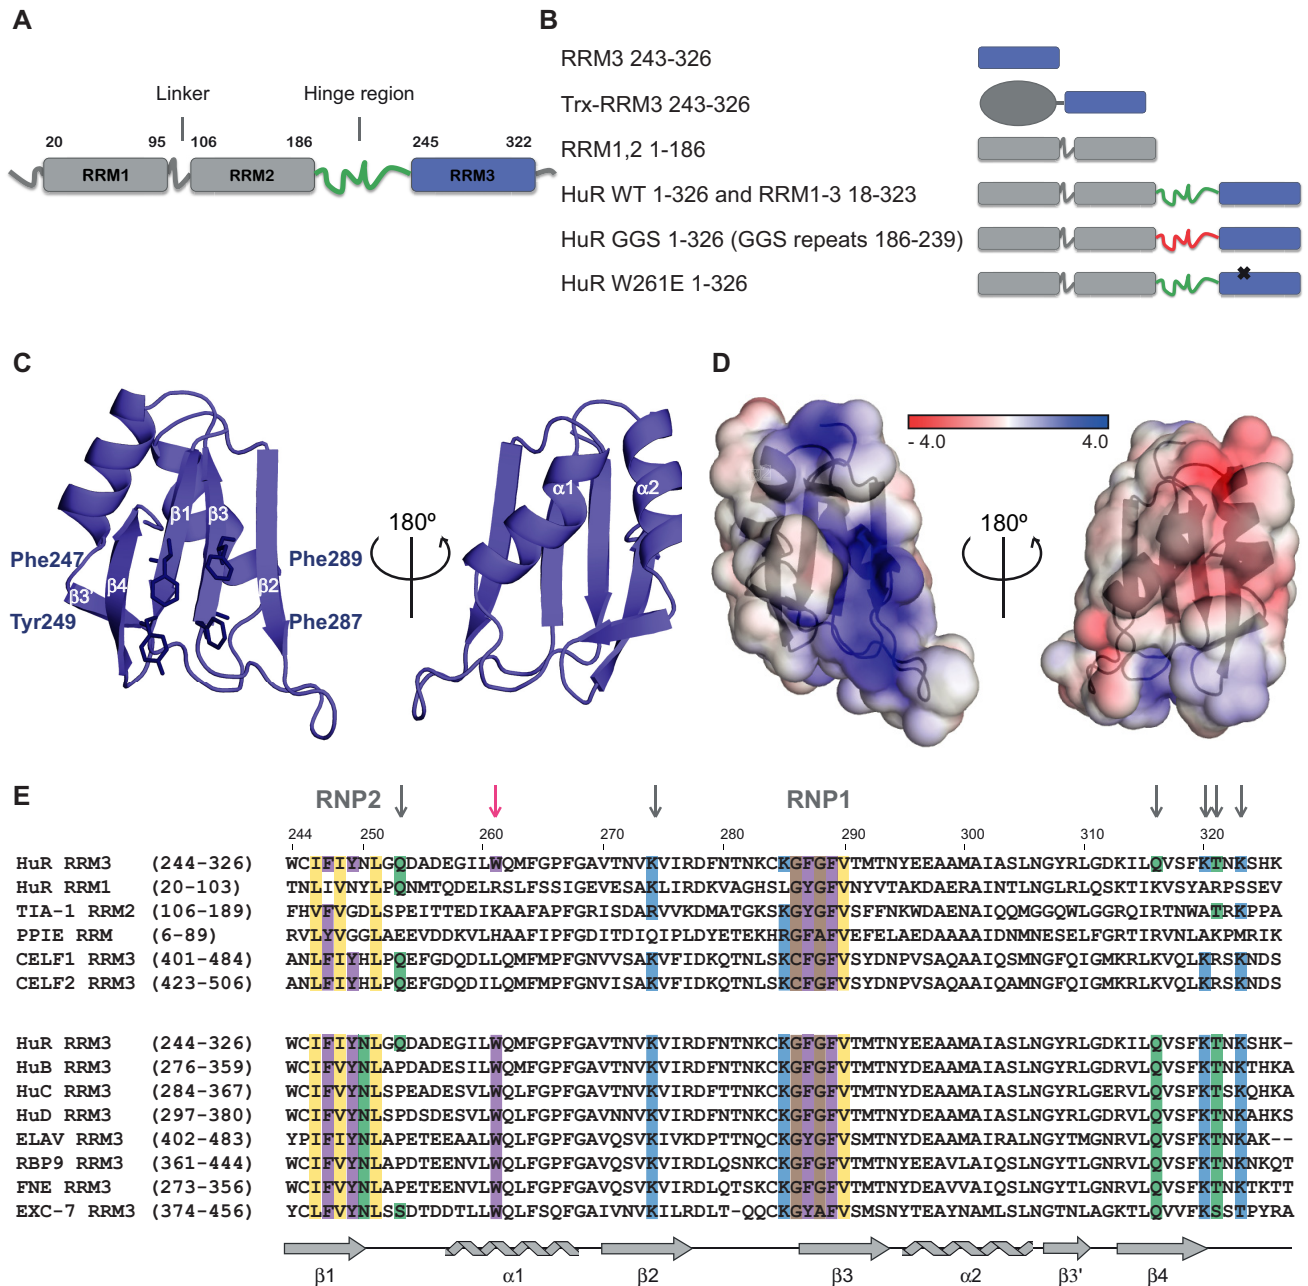 A
Linker
Hinge region
20 95 106 186 245 322
RRM1 RRM2 RRM3
B
RRM3 243-326
Trx-RRM3 243-326
RRM1,2 1-186
HuR WT 1-326 and RRM1-3 18-323
HuR GGS 1-326 (GGS repeats 186-239)
HuR W261E 1-326
C
β1 β3
Phe247 Phe289
β3' β4 β2
Tyr249 Phe287
180º
α1 α2
D
- 4.0 4.0
180º
E
RNP2 RNP1
244 250 260 270 280 290 300 310 320
HuR RRM3 (244-326) WCIFIYNLGQDADEGILWQMFGPFGAVTNVKVIRDFNTNKCKGFGFVTMTNYEEAAMAIASLNGYRLGDKILQVSFKTNKSHK
HuR RRM1 (20-103) TNLIVNYLPQNMTQDELRSLFSSIGEVESAKLIRDKVAGHSLGYGFVNYVTAKDAERAINTLNGLRLQSKTIKVSYARPSSEV
TIA-1 RRM2 (106-189) FHVFVGDLSPEITTEDIKAAFAPFGRISDARVVKDMATGKSKGYGFVSFFNKWDAENAIQQMGGQWLGGRQIRTNWATRKPPA
PPIE RRM (6-89) RVLYVGGLAEEVDDKVLHAAFIPFGDITDIQIPLDYETEKHRGFAFVEFELAEDAAAAIDNMNESELFGRTIRVNLAKPMRIK
CELF1 RRM3 (401-484) ANLFIYHLPQEFGDQDLLQMFMPFGNVVSAKVFIDKQTNLSKCFGFVSYDNPVSAQAAIQSMNGFQIGMKRLKVQLKRSKNDS
CELF2 RRM3 (423-506) ANLFIYHLPQEFGDQDILQMFMPFGNVISAKVFIDKQTNLSKCFGFVSYDNPVSAQAAIQAMNGFQIGMKRLKVQLKRSKNDS
HuR RRM3 (244-326) WCIFIYNLGQDADEGILWQMFGPFGAVTNVKVIRDFNTNKCKGFGFVTMTNYEEAAMAIASLNGYRLGDKILQVSFKTNKSHK-
HuB RRM3 (276-359) WCIFVYNLAPDADESILWQMFGPFGAVTNVKVIRDFNTNKCKGFGFVTMTNYDEAAMAIASLNGYRLGDRVLQVSFKTNKTHKA
HuC RRM3 (284-367) WCIFVYNLSPEADESVLWQLFGPFGAVTNVKVIRDFTTNKCKGFGFVTMTNYDEAAMAIASLNGYRLGERVLQVSFKTSKQHKA
HuD RRM3 (297-380) WCIFVYNLSPDSDESVLWQLFGPFGAVNNVKVIRDFNTNKCKGFGFVTMTNYDEAAMAIASLNGYRLGDRVLQVSFKTNKAHKS
ELAV RRM3 (402-483) YPIFIYNLAPETEEAALWQLFGPFGAVQSVKIVKDPTTNQCKGYGFVSMTNYDEAAMAIRALNGYTMGNRVLQVSFKTNKAK--
RBP9 RRM3 (361-444) WCIFVYNLAPDTEENVLWQLFGPFGAVQSVKVIRDLQSNKCKGFGFVTMTNYEEAVLAIQSLNGYTLGNRVLQVSFKTNKNKQT
FNE RRM3 (273-356) WCIFVYNLAPETEENVLWQLFGPFGAVQSVKVIRDLQTSKCKGFGFVTMTNYDEAVVAIQSLNGYTLGNRVLQVSFKTNKTKTT
EXC-7 RRM3 (374-456) YCLFVYNLSSDTDDTLLWQLFSQFGAIVNVKILRDLT-QQCKGYAFVSMSNYTEAYNAMLSLNGTNLAGKTLQVVFKSSTPYRA
β1 α1 β2 β3 α2 β3' β4